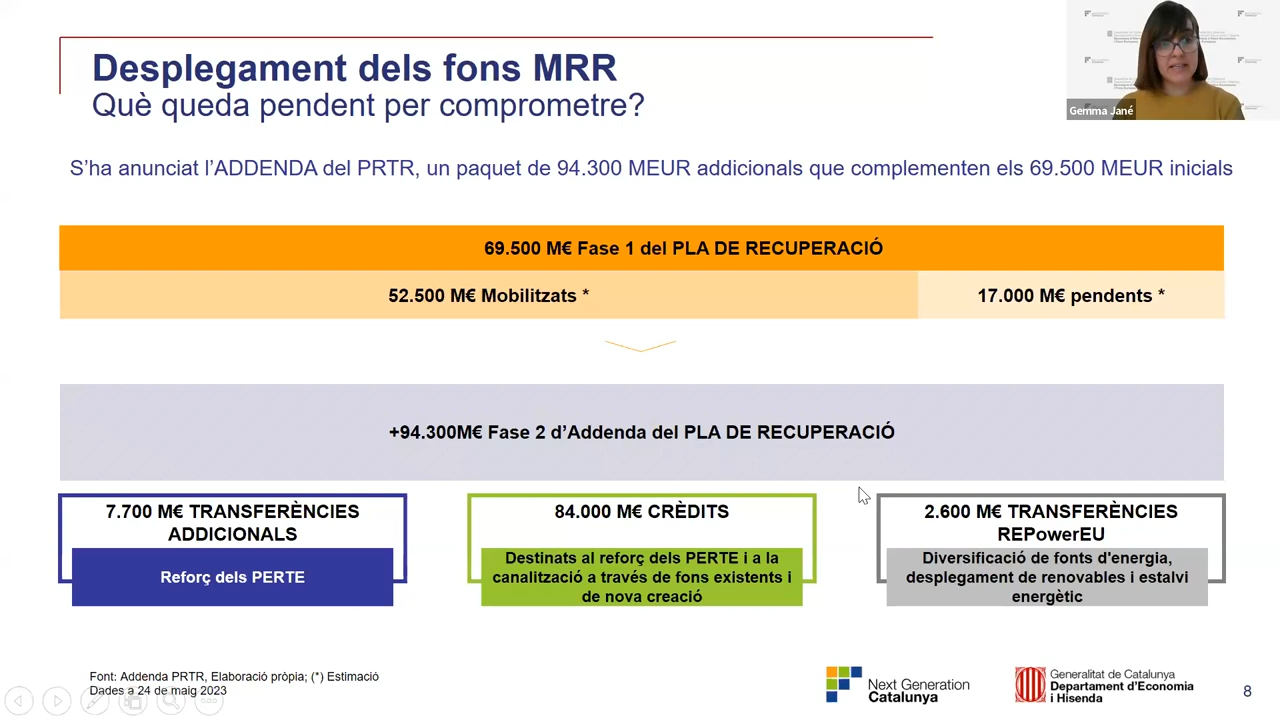 Desplegament dels fons MRR
Què queda pendent per comprometre?
Gemma Jané
S'ha anunciat l'ADDENDA del PRTR, un paquet de 94.300 MEUR addicionals que complementen els 69.500 MEUR inicials
69.500 M€ Fase 1 del PLA DE RECUPERACIÓ
52.500 M€ Mobilitzats *
17.000 M€ pendents *
+94.300M€ Fase 2 d'Addenda del PLA DE RECUPERACIÓ
7.700 M€ TRANSFERÈNCIES
ADDICIONALS
Reforç dels PERTE
84.000 M€ CRÈDITS
Destinats al reforç dels PERTE i a la
canalització a través de fons existents i
de nova creació
2.600 M€ TRANSFERÈNCIES
REPowerEU
Diversificació de fonts d'energia,
desplegament de renovables i estalvi
energètic
Font: Addenda PRTR, Elaboració pròpia; (*) Estimació
Dades a 24 de maig 2023
Next Generation
Catalunya
Generalitat de Catalunya
Departament d'Economia
i Hisenda
8